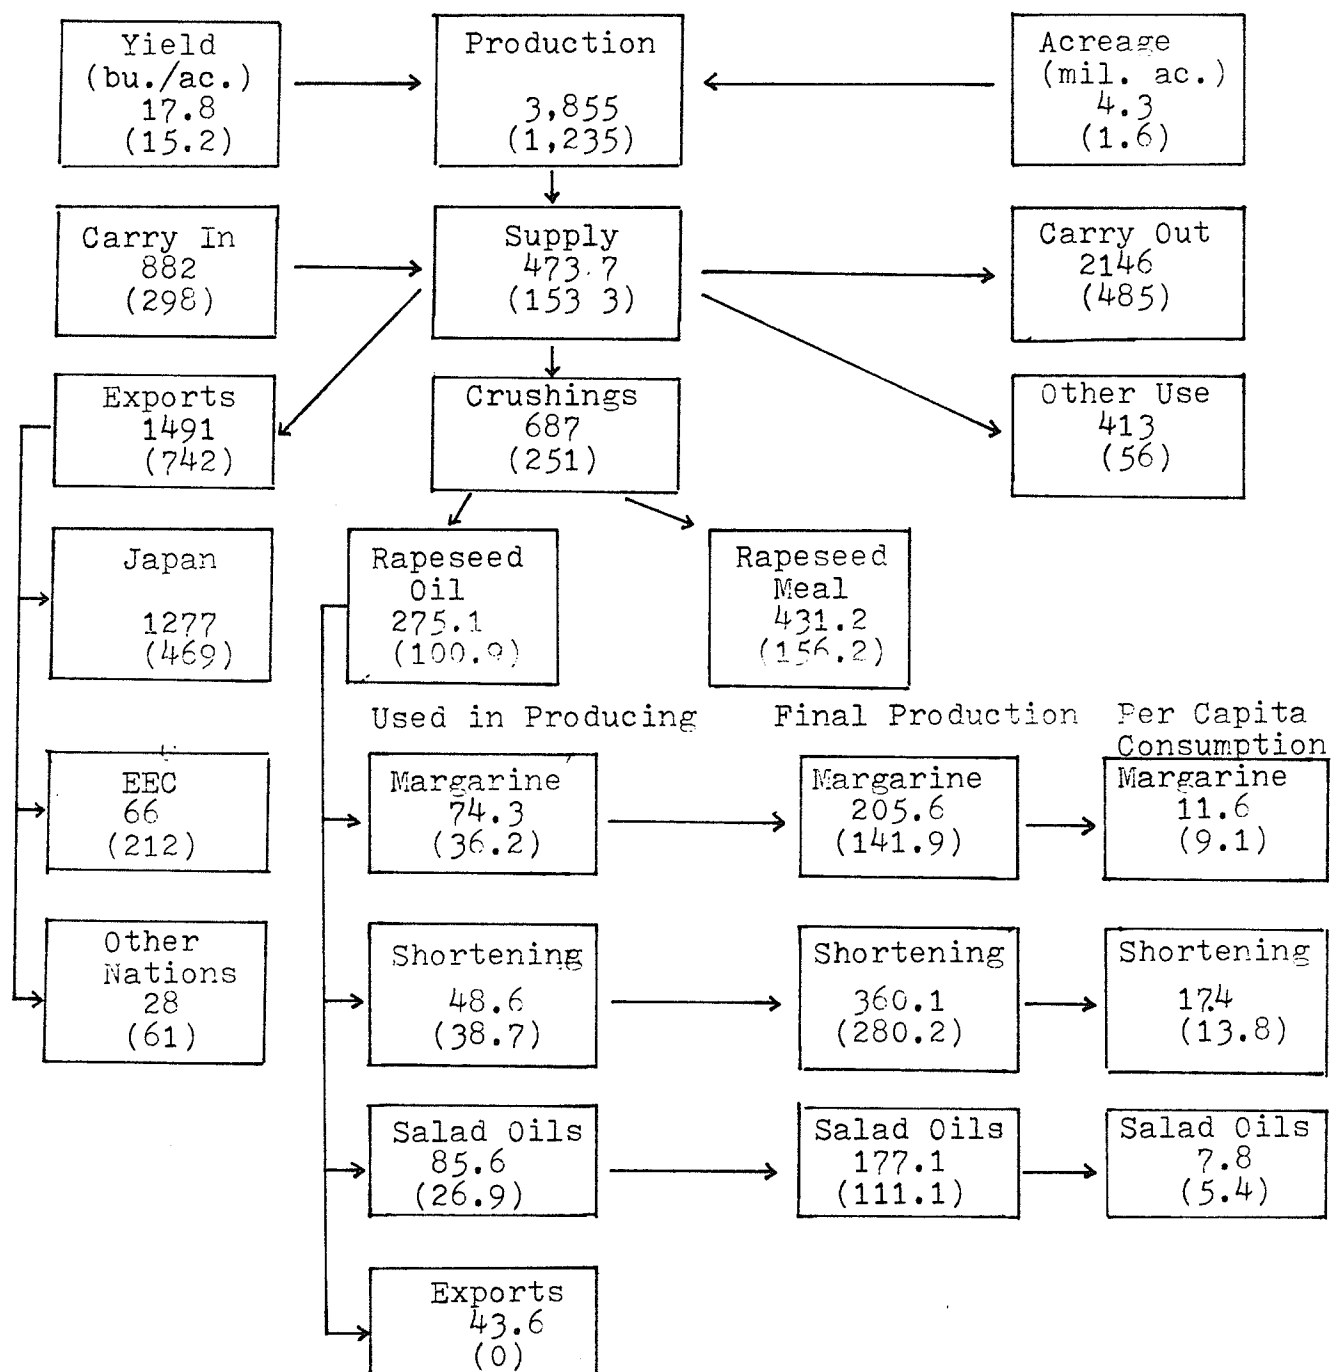 Yield
(bu./ac.)
17.8
(15.2)
Production
3,855
(1,235)
Acreage
(mil. ac.)
4.3
(1.6)
Carry In
882
(298)
Supply
473.7
(153 3)
Carry Out
2146
(485)
Exports
1491
(742)
Crushings
687
(251)
Other Use
413
(56)
Japan
1277
(469)
Rapeseed
Oil
275.1
(100.9)
Rapeseed
Meal
431.2
(156.2)
Used in Producing
Final Production
Per Capita
Consumption
EEC
66
(212)
Margarine
74.3
(36.2)
Margarine
205.6
(141.9)
Margarine
11.6
(9.1)
Other
Nations
28
(61)
Shortening
48.6
(38.7)
Shortening
360.1
(280.2)
Shortening
17.4
(13.8)
Salad Oils
85.6
(26.9)
Salad Oils
177.1
(111.1)
Salad Oils
7.8
(5.4)
Exports
43.6
(0)